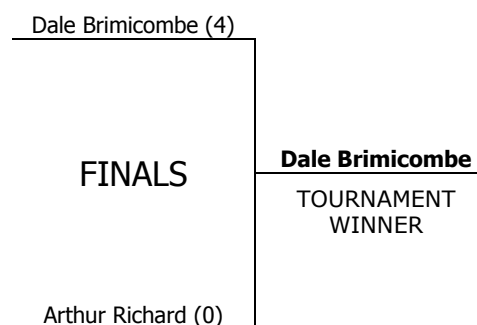 Dale Brimicombe (4)
FINALS
Dale Brimicombe
TOURNAMENT
WINNER
Arthur Richard (0)